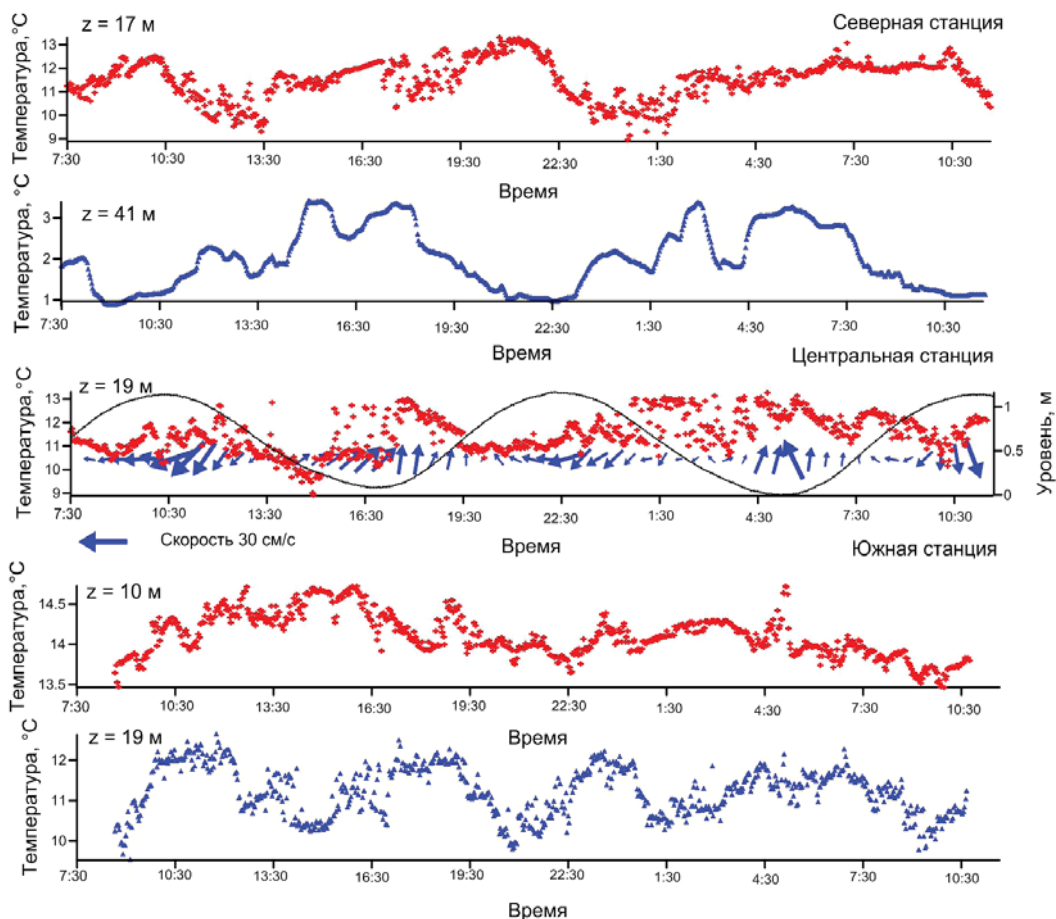 z = 17 м
Северная станция
Температура,°C
13
12
11
10
9
7:30 10:30 13:30 16:30 19:30 22:30 1:30 4:30 7:30 10:30
Время
z = 41 м
Температура, °C
3
2
1
7:30 10:30 13:30 16:30 19:30 22:30 1:30 4:30 7:30 10:30
Время
Центральная станция
z = 19 м
Температура,°C
13
12
11
10
9
1
0.5
0
Уровень, м
7:30 10:30 13:30 16:30 19:30 22:30 1:30 4:30 7:30 10:30
Скорость 30 см/с
Время
Южная станция
z = 10 м
Температура,°C
14.5
14
13.5
7:30 10:30 13:30 16:30 19:30 22:30 1:30 4:30 7:30 10:30
Время
z = 19 м
Температура, °C
12
11
10
7:30 10:30 13:30 16:30 19:30 22:30 1:30 4:30 7:30 10:30
Время